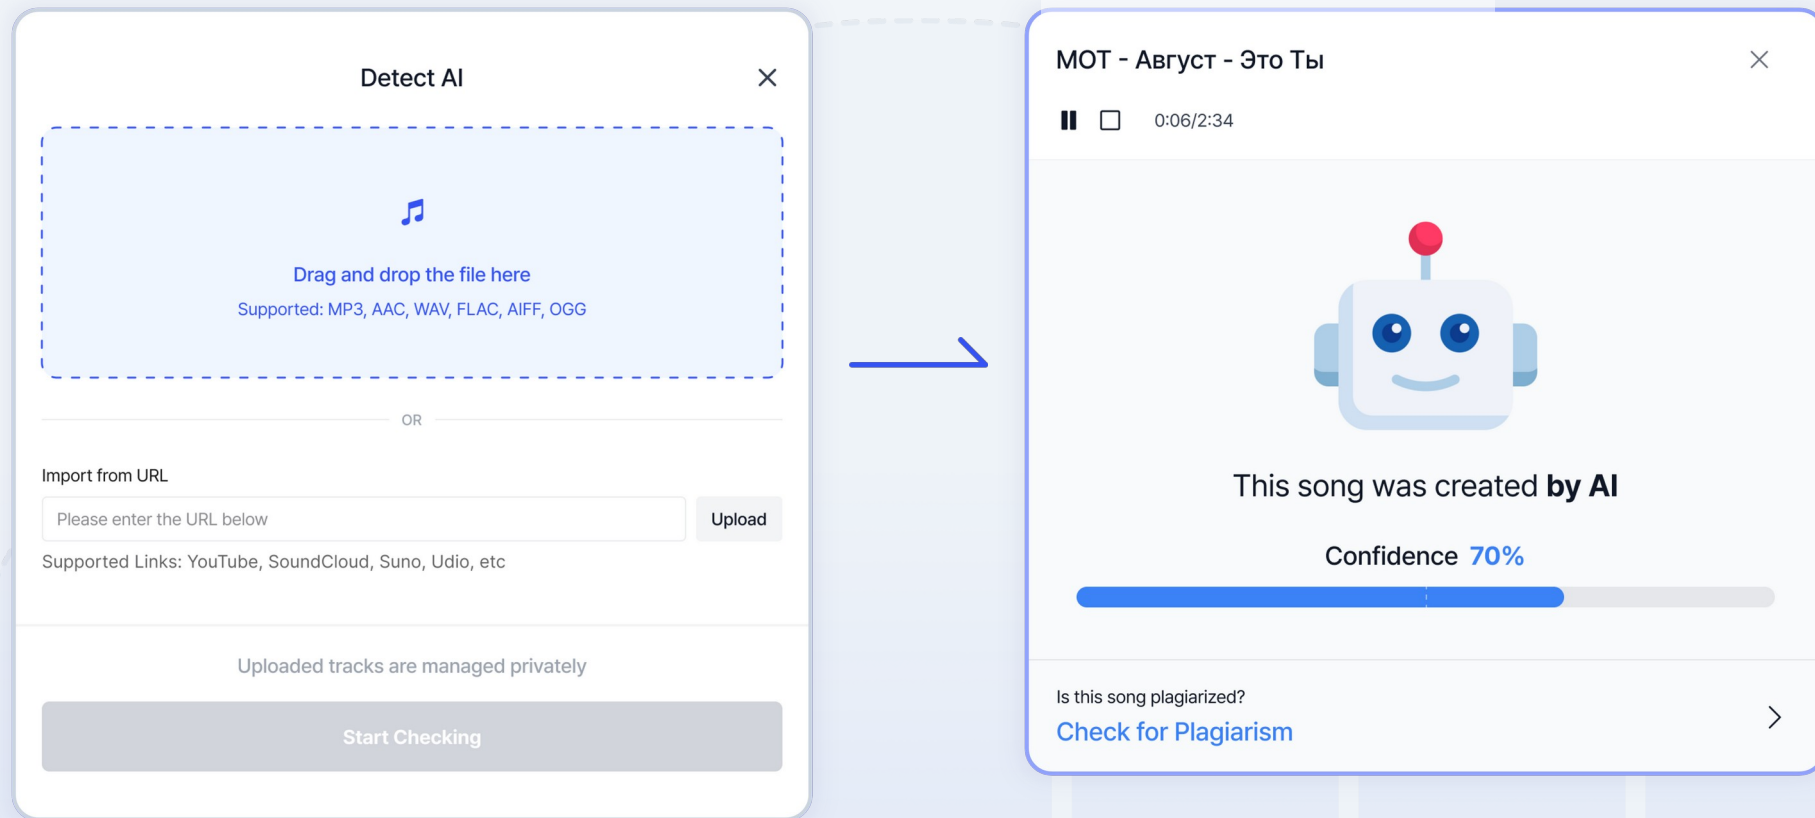 Detect AI
Drag and drop the file here
Supported: MP3, AAC, WAV, FLAC, AIFF, OGG
OR
Import from URL
Please enter the URL below
Upload
Supported Links: YouTube, SoundCloud, Suno, Udio, etc
Uploaded tracks are managed privately
Start Checking
МОТ - Август - Это Ты
0:06/2:34
This song was created by AI
Confidence 70%
Is this song plagiarized?
Check for Plagiarism